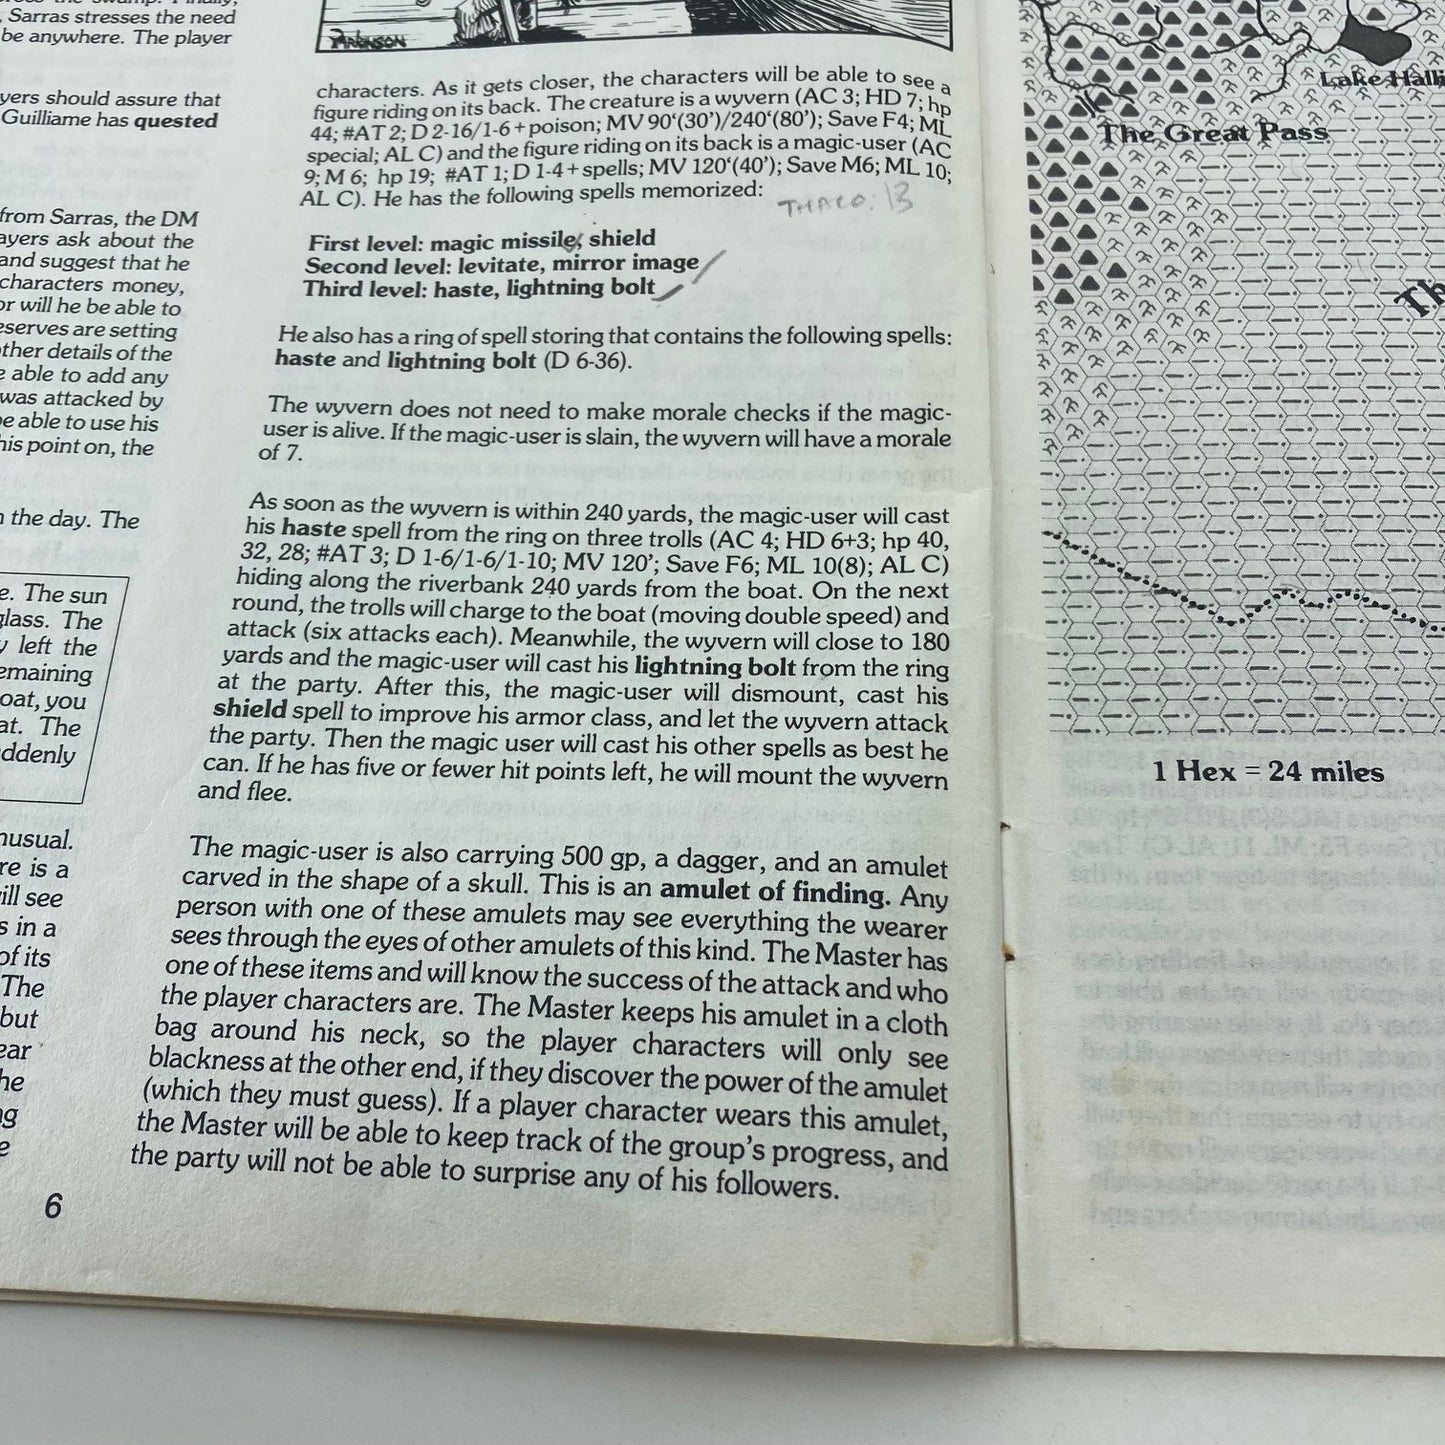 , Sarras stresses the need
be anywhere. The player
yers should assure that
Guilliame has quested
from Sarras, the DM
ayers ask about the
and suggest that he
characters money,
or will he be able to
eserves are setting
other details of the
e able to add any
was attacked by
be able to use his
his point on, the
n the day. The
e. The sun
glass. The
y left the
emaining
oat, you
at. The
uddenly
nusual.
re is a
vill see
s in a
of its
The
but
ear
he
ng
e
6
PARKINSON
characters. As it gets closer, the characters will be able to see a
figure riding on its back. The creature is a wyvern (AC 3; HD 7; hp
44; #AT 2; D 2-16/1-6 + poison; MV 90'(30')/240'(80'); Save F4; ML
special; AL C) and the figure riding on its back is a magic-user (AC
9; M 6; hp 19; #AT 1; D 1-4 + spells; MV 120'(40'); Save M6; ML 10;
AL C). He has the following spells memorized:
THACO: 13
First level: magic missile, shield
Second level: levitate, mirror image
Third level: haste, lightning bolt
He also has a ring of spell storing that contains the following spells:
haste and lightning bolt (D 6-36).
The wyvern does not need to make morale checks if the magic-
user is alive. If the magic-user is slain, the wyvern will have a morale
of 7.
As soon as the wyvern is within 240 yards, the magic-user will cast
his haste spell from the ring on three trolls (AC 4; HD 6+3; hp 40,
32, 28; #AT 3; D 1-6/1-6/1-10; MV 120'; Save F6; ML 10(8); AL C)
hiding along the riverbank 240 yards from the boat. On the next
round, the trolls will charge to the boat (moving double speed) and
attack (six attacks each). Meanwhile, the wyvern will close to 180
yards and the magic-user will cast his lightning bolt from the ring
at the party. After this, the magic-user will dismount, cast his
shield spell to improve his armor class, and let the wyvern attack
the party. Then the magic user will cast his other spells as best he
can. If he has five or fewer hit points left, he will mount the wyvern
and flee.
The magic-user is also carrying 500 gp, a dagger, and an amulet
carved in the shape of a skull. This is an amulet of finding. Any
person with one of these amulets may see everything the wearer
sees through the eyes of other amulets of this kind. The Master has
one of these items and will know the success of the attack and who
the player characters are. The Master keeps his amulet in a cloth
bag around his neck, so the player characters will only see
blackness at the other end, if they discover the power of the amulet
(which they must guess). If a player character wears this amulet,
the Master will be able to keep track of the group's progress, and
the party will not be able to surprise any of his followers.
Lake Halli
The Great Pass
Th
1 Hex = 24 miles